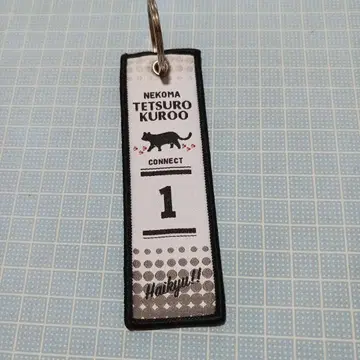 NEKOMA
TETSURO
KUROO
CONNECT
1
Haikyu!!